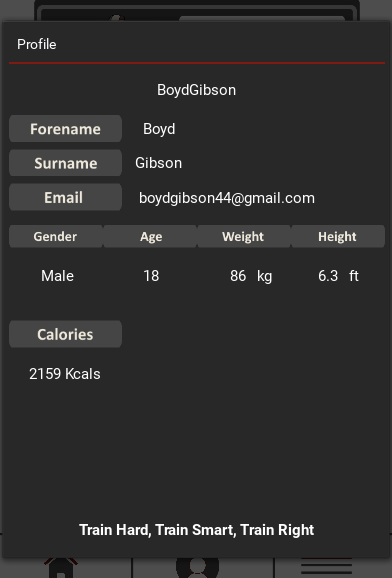 Profile
BoydGibson
Forename Boyd
Surname Gibson
Email boydgibson44@gmail.com
Gender Age Weight Height
Male 18 86 kg 6.3 ft
Calories
2159 Kcals
Train Hard, Train Smart, Train Right